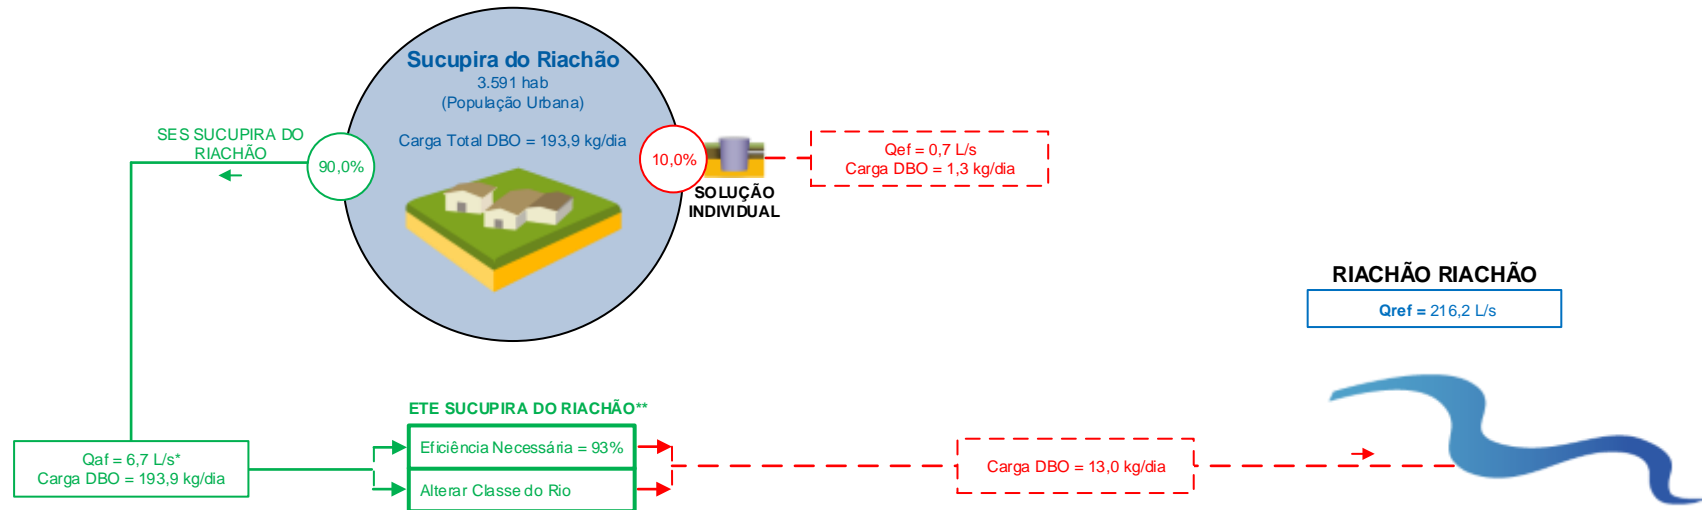 Sucupira do Riachão
3.591 hab
(População Urbana)
Carga Total DBO = 193,9 kg/dia
SES SUCUPIRA DO
RIACHÃO
90,0%
10,0%
SOLUÇÃO
INDIVIDUAL
Qef = 0,7 L/s
Carga DBO = 1,3 kg/dia
RIACHÃO RIACHÃO
Qref = 216,2 L/s
ETE SUCUPIRA DO RIACHÃO**
Eficiência Necessária = 93%
Alterar Classe do Rio
Qaf = 6,7 L/s*
Carga DBO = 193,9 kg/dia
Carga DBO = 13,0 kg/dia